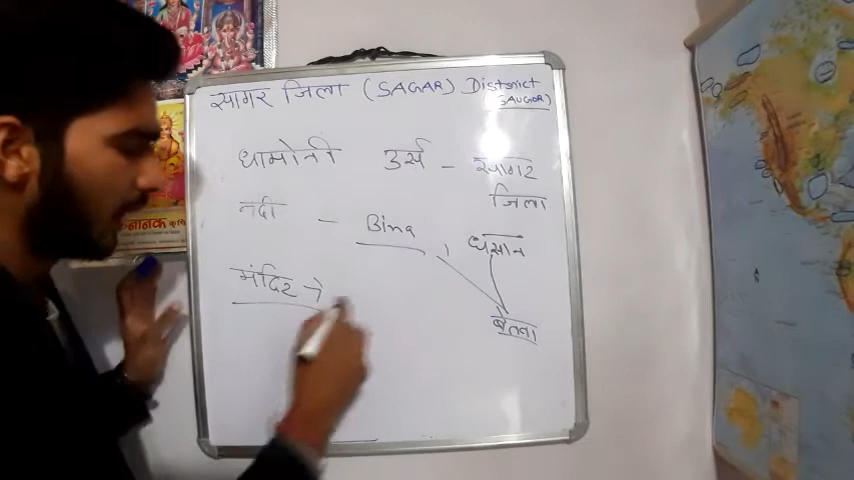 सागर जिला (SAGAR) District
SAUGOR)
धामोनी उर्स - सागर
जिला
नदी - Bina , धसान
बेतवा
मंदिर →
नानक कृषि